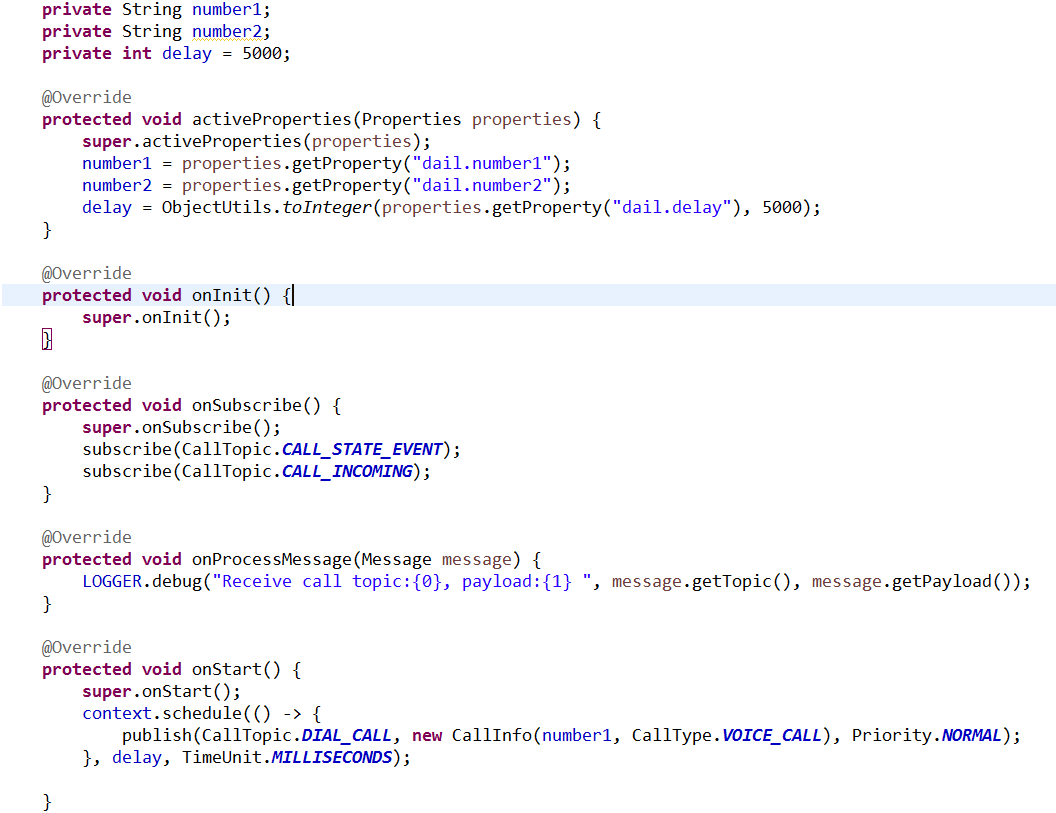 private String number1;
private String number2;
private int delay = 5000;
@Override
protected void activeProperties(Properties properties) {
super.activeProperties(properties);
number1 = properties.getProperty("dail.number1");
number2 = properties.getProperty("dail.number2");
delay = ObjectUtils.toInteger(properties.getProperty("dail.delay"), 5000);
}
@Override
protected void onInit() {
super.onInit();
}
@Override
protected void onSubscribe() {
super.onSubscribe();
subscribe(CallTopic.CALL_STATE_EVENT);
subscribe(CallTopic.CALL_INCOMING);
}
@Override
protected void onProcessMessage(Message message) {
LOGGER.debug("Receive call topic:{0}, payload:{1} ", message.getTopic(), message.getPayload());
}
@Override
protected void onStart() {
super.onStart();
context.schedule(() -> {
publish(CallTopic.DIAL_CALL, new CallInfo(number1, CallType.VOICE_CALL), Priority.NORMAL);
}, delay, TimeUnit.MILLISECONDS);
}